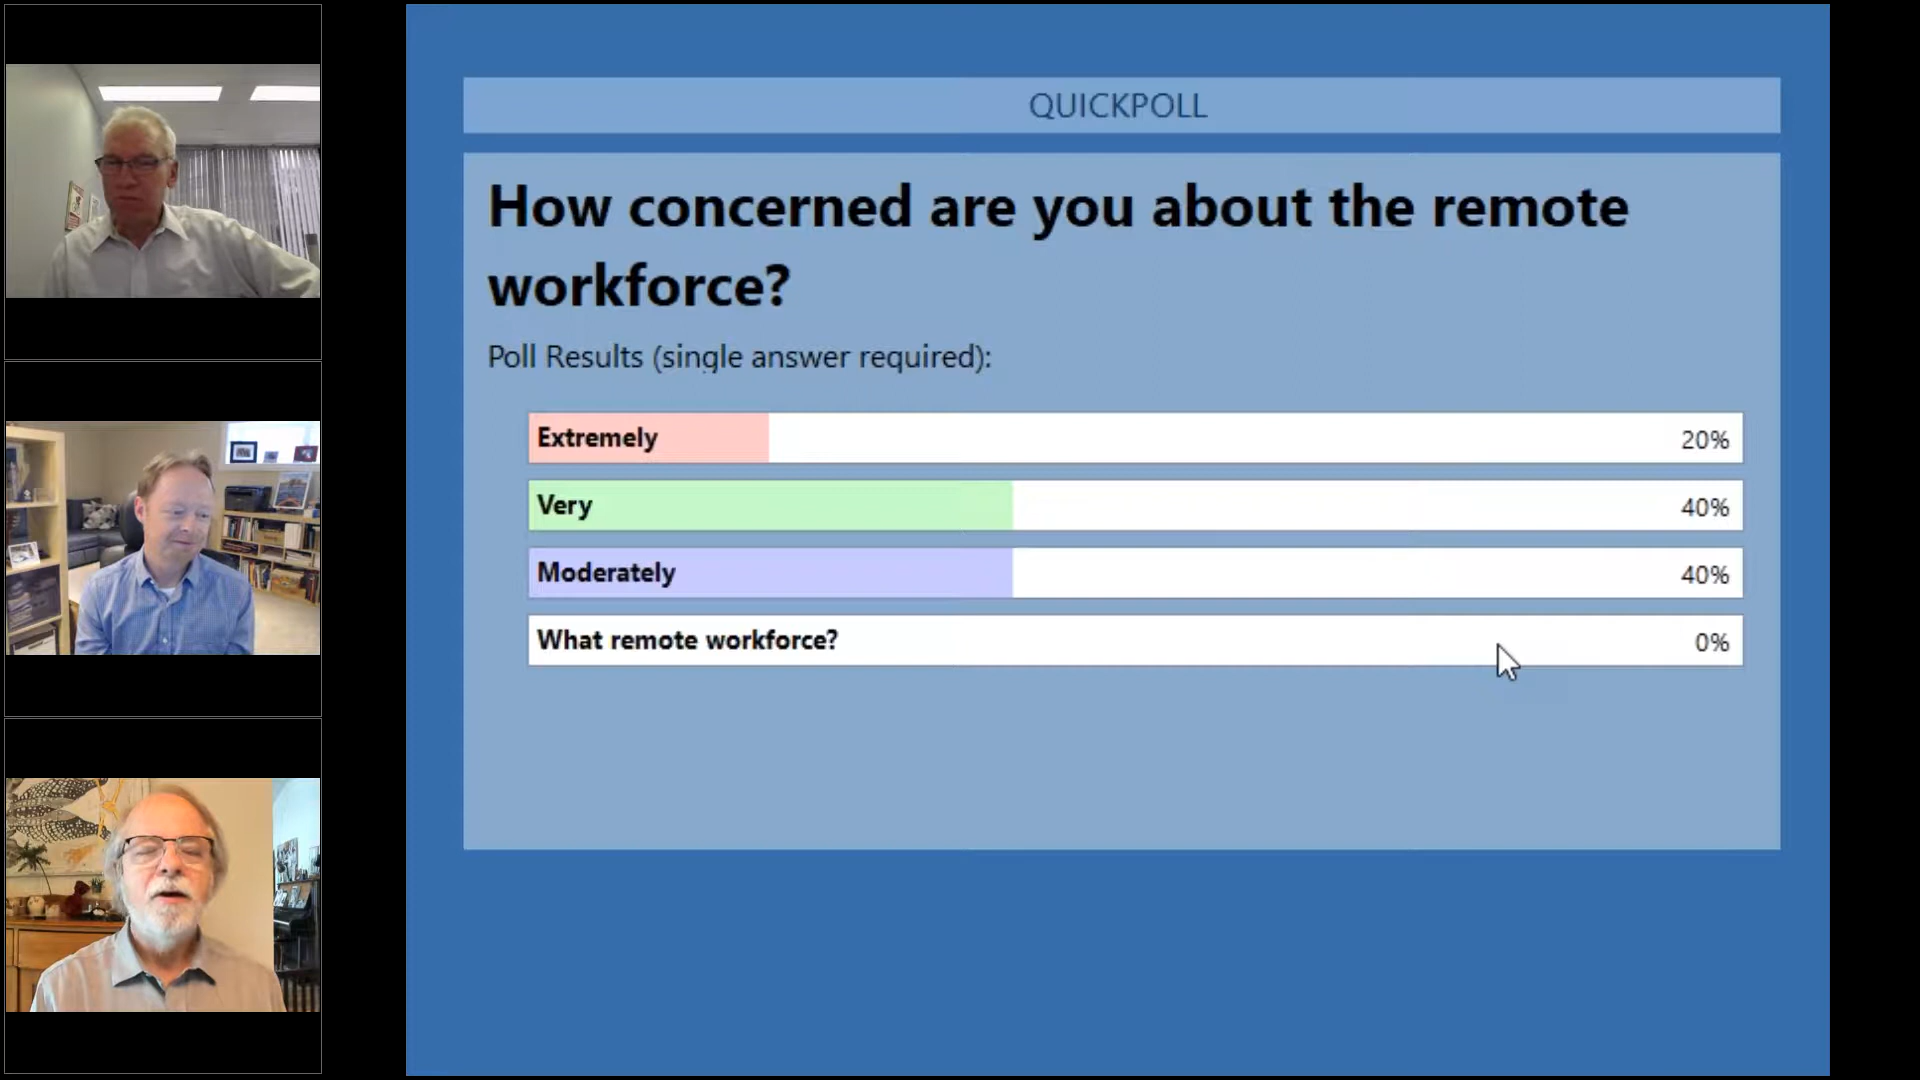 QUICKPOLL
How concerned are you about the remote
workforce?
Poll Results (single answer required):
Extremely 20%
Very 40%
Moderately 40%
What remote workforce? 0%